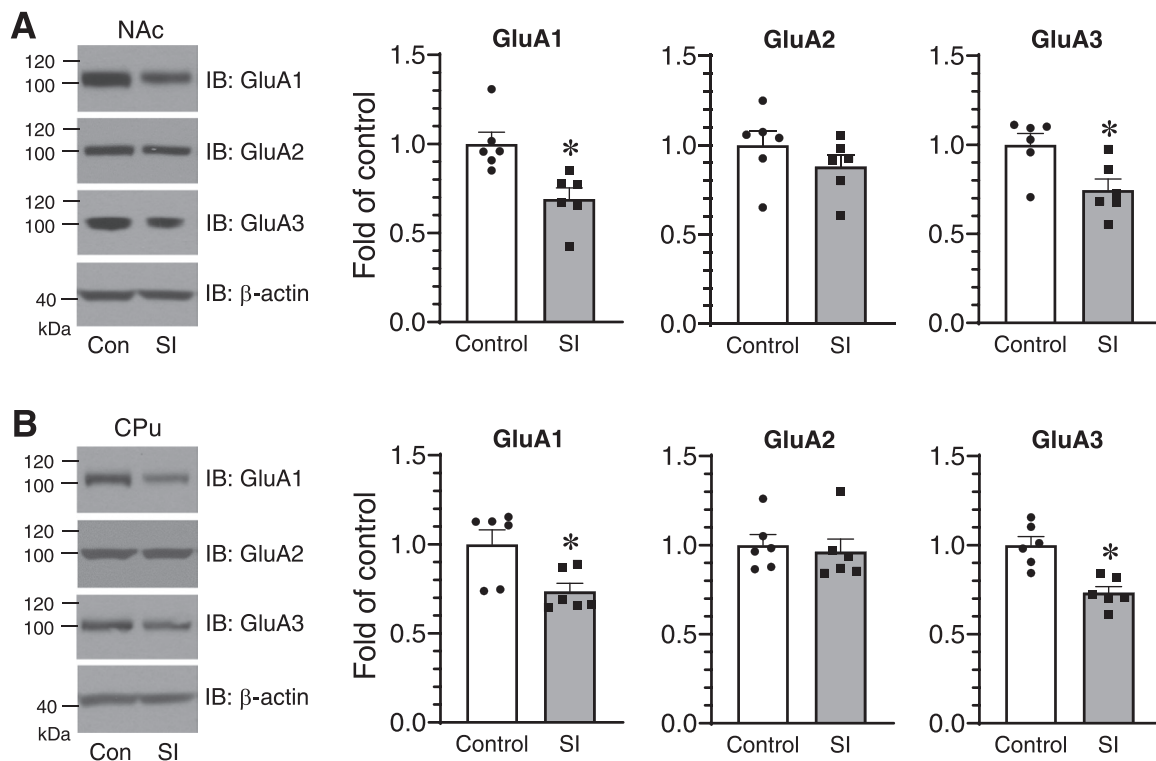 A
NAc
120
100
IB: GluA1
120
100
IB: GluA2
120
100
IB: GluA3
40
IB: β-actin
kDa
Con SI
GluA1
Fold of control
1.5
1.0
0.5
0.0
*
Control SI
GluA2
1.5
1.0
0.5
0.0
Control SI
GluA3
1.5
1.0
0.5
0.0
*
Control SI
B
CPu
120
100
IB: GluA1
120
100
IB: GluA2
120
100
IB: GluA3
40
IB: β-actin
kDa
Con SI
GluA1
Fold of control
1.5
1.0
0.5
0.0
*
Control SI
GluA2
1.5
1.0
0.5
0.0
Control SI
GluA3
1.5
1.0
0.5
0.0
*
Control SI